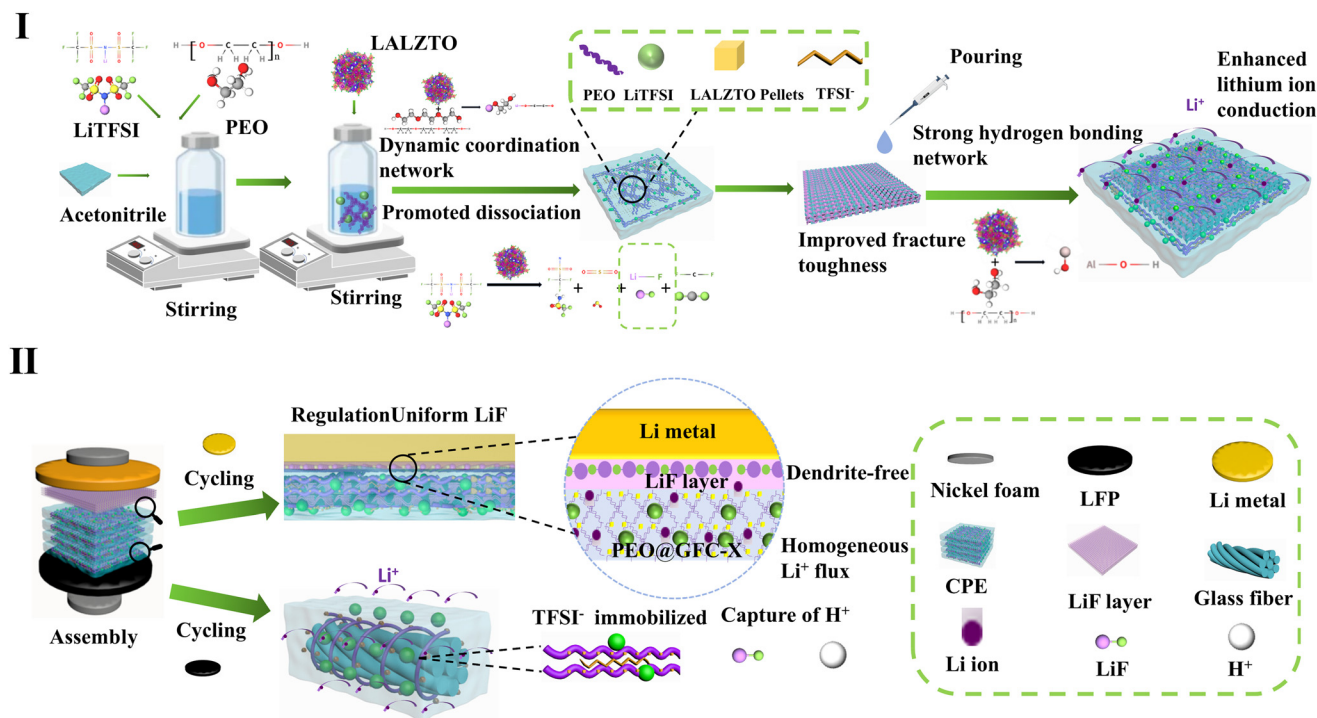 I
LiTFSI
PEO
Acetonitrile
Stirring
LALZTO
Stirring
Dynamic coordination
network
Promoted dissociation
PEO LiTFSI LALZTO Pellets TFSI-
Pouring
Improved fracture
toughness
Strong hydrogen bonding
network
Li+
Enhanced
lithium ion
conduction
H
O
H
H
H
H
O
H
n
+
+
+
+
Li
F
C
F
+
Al
O
H
H
O
H
H
H
H
O
H
n
II
Assembly
Cycling
Cycling
RegulationUniform LiF
Li metal
LiF layer
PEO@GFC-X
Dendrite-free
Homogeneous
Li+ flux
Li+
TFSI- immobilized
Capture of H+
Nickel foam
LFP
Li metal
CPE
LiF layer
Glass fiber
Li ion
LiF
H+